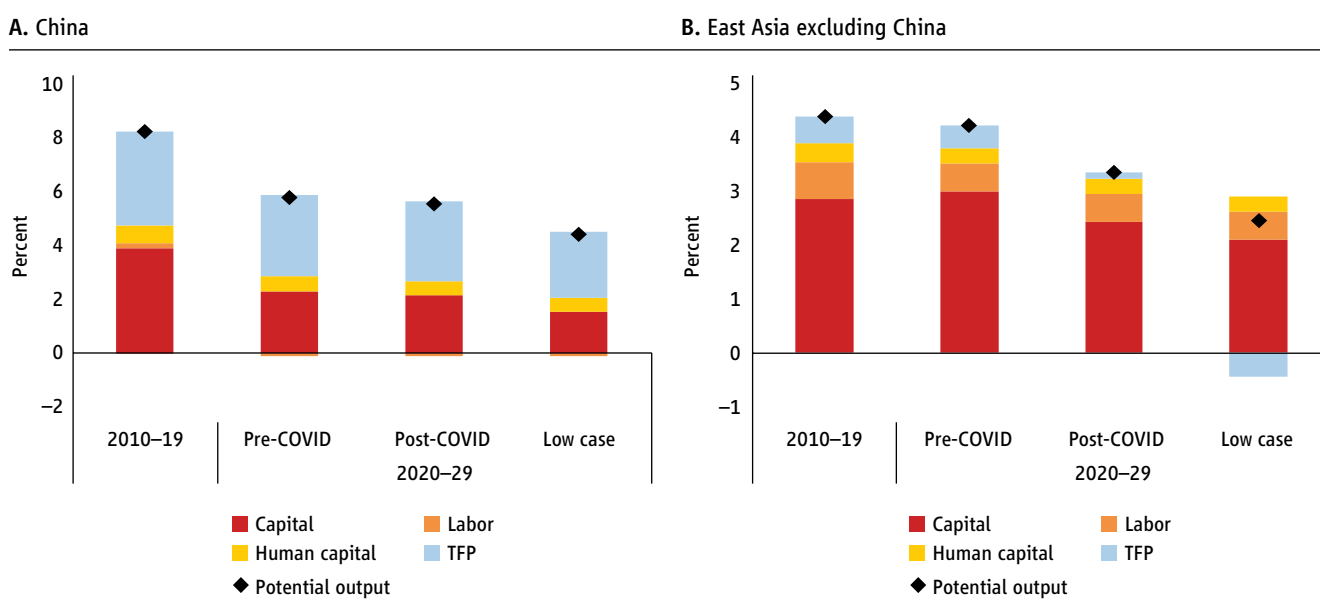 A. China
10
8
6
4
2
0
–2
Percent
2010–19
Pre-COVID
Post-COVID
Low case
2020–29
Capital
Labor
Human capital
TFP
Potential output
B. East Asia excluding China
5
4
3
2
1
0
–1
Percent
2010–19
Pre-COVID
Post-COVID
Low case
2020–29
Capital
Labor
Human capital
TFP
Potential output